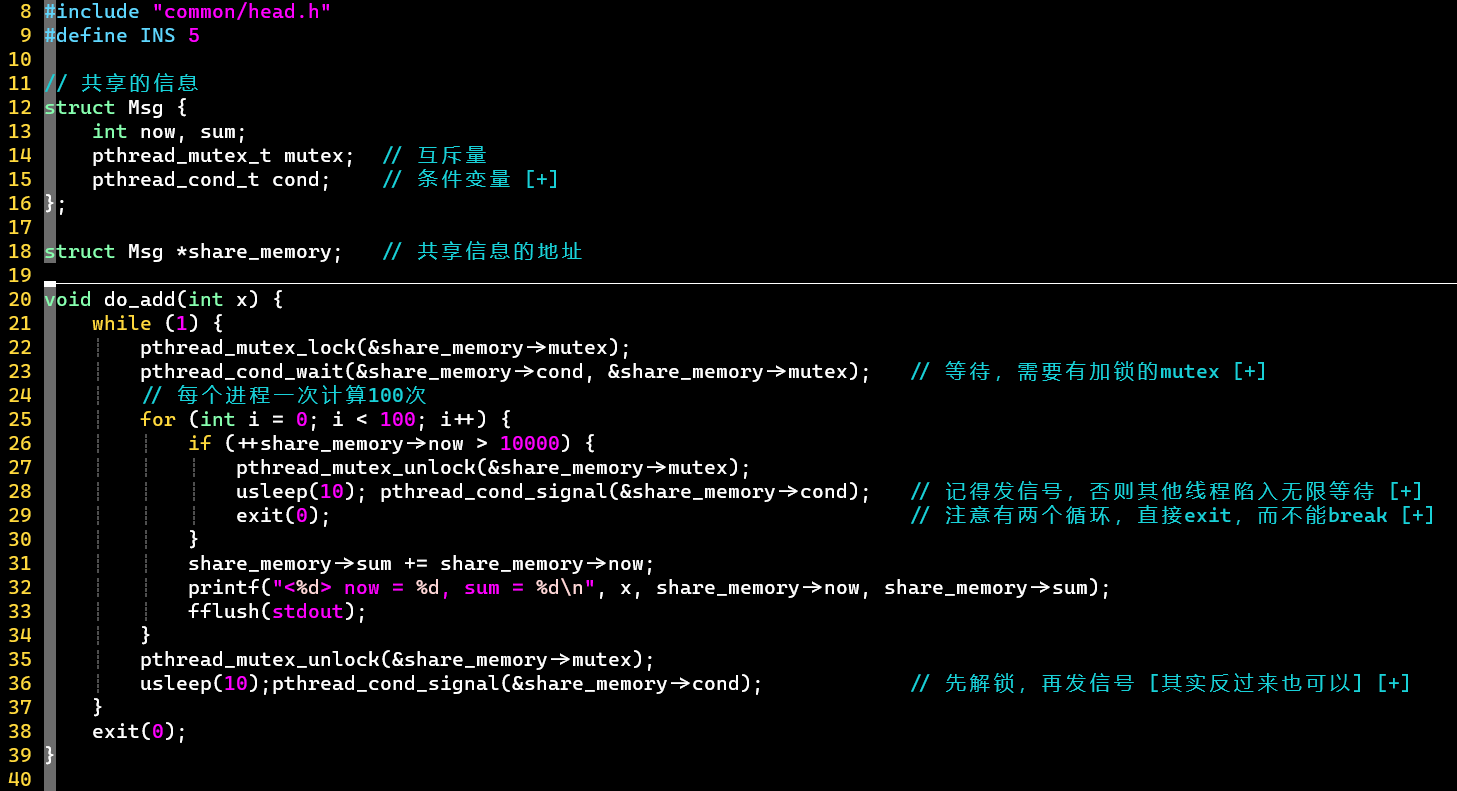 8 #include "common/head.h"
9 #define INS 5
10
11 // 共享的信息
12 struct Msg {
13     int now, sum;
14     pthread_mutex_t mutex;  // 互斥量
15     pthread_cond_t cond;    // 条件变量 [+]
16 };
17
18 struct Msg *share_memory;   // 共享信息的地址
19
20 void do_add(int x) {
21     while (1) {
22         pthread_mutex_lock(&share_memory->mutex);
23         pthread_cond_wait(&share_memory->cond, &share_memory->mutex);   // 等待，需要有加锁的mutex [+]
24         // 每个进程一次计算100次
25         for (int i = 0; i < 100; i++) {
26             if (++share_memory->now > 10000) {
27                 pthread_mutex_unlock(&share_memory->mutex);
28                 usleep(10); pthread_cond_signal(&share_memory->cond);   // 记得发信号，否则其他线程陷入无限等待 [+]
29                 exit(0);                                                // 注意有两个循环，直接exit，而不能break [+]
30             }
31             share_memory->sum += share_memory->now;
32             printf("<%d> now = %d, sum = %d\n", x, share_memory->now, share_memory->sum);
33             fflush(stdout);
34         }
35         pthread_mutex_unlock(&share_memory->mutex);
36         usleep(10);pthread_cond_signal(&share_memory->cond);            // 先解锁，再发信号 [其实反过来也可以] [+]
37     }
38     exit(0);
39 }
40